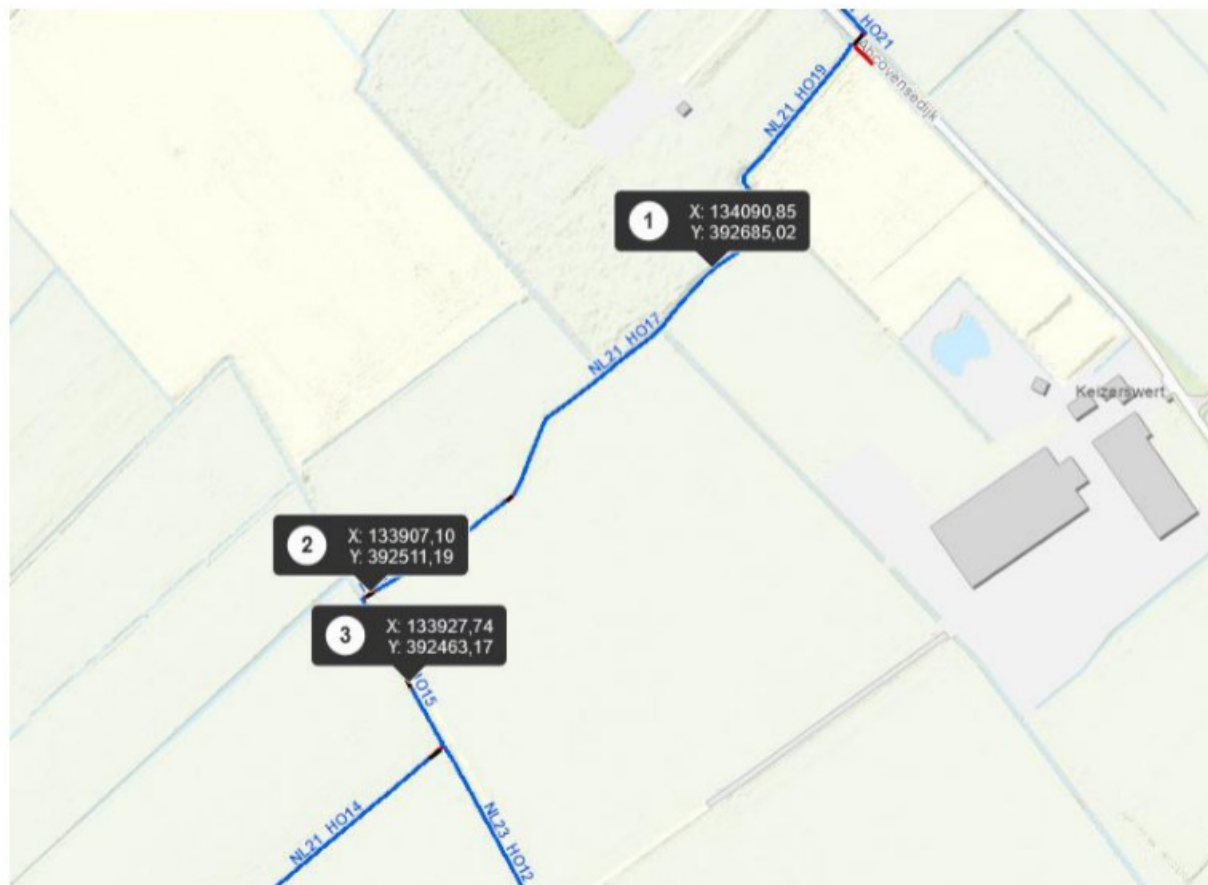 HO21
Abcovensedijk
NL21_HO19
1
X: 134090,85
Y: 392685,02
NL21_HO17
Keizerswert
2
X: 133907,10
Y: 392511,19
3
X: 133927,74
Y: 392463,17
HO15
NL21_HO14
NL23_HO12